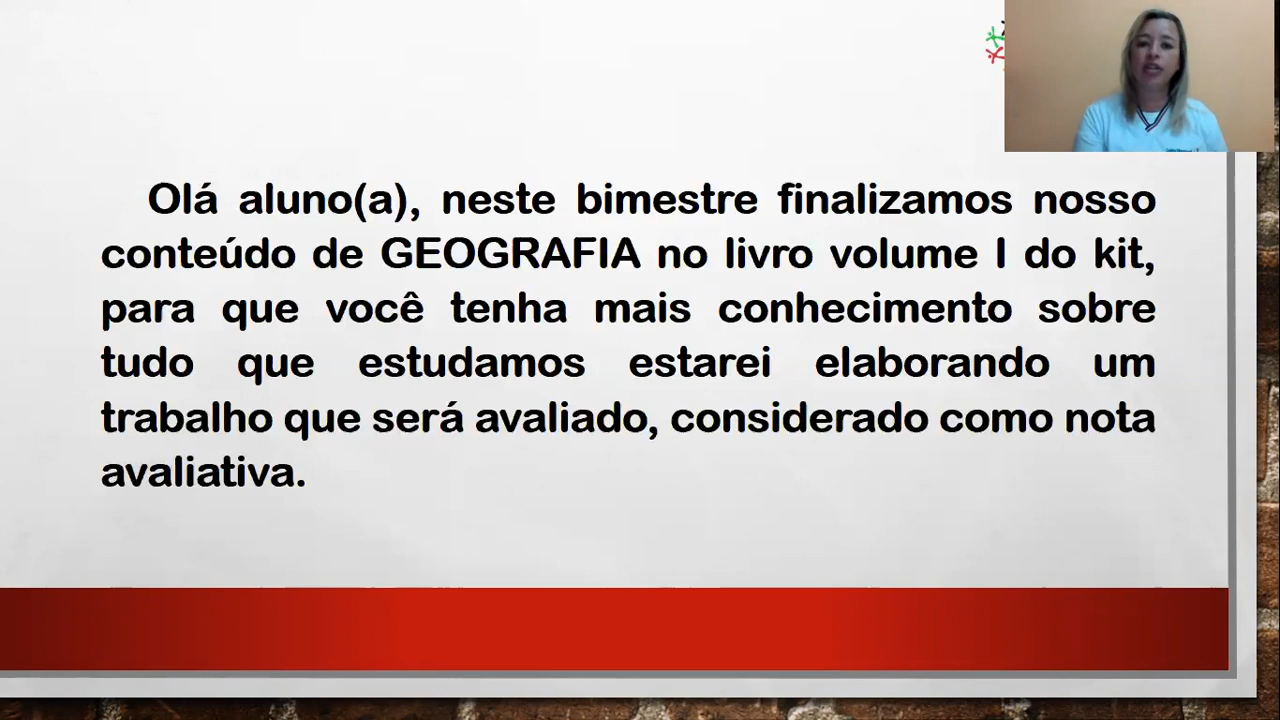 Olá aluno(a), neste bimestre finalizamos nosso
conteúdo de GEOGRAFIA no livro volume I do kit,
para que você tenha mais conhecimento sobre
tudo que estudamos estarei elaborando um
trabalho que será avaliado, considerado como nota
avaliativa.